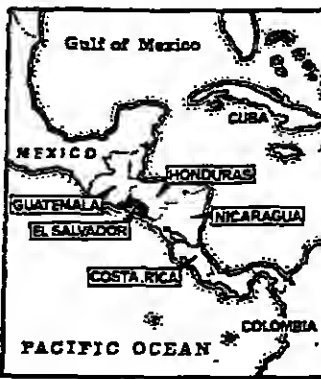 Gulf of Mexico
CUBA
MEXICO
HONDURAS
GUATEMALA
NICARAGUA
EL SALVADOR
COSTA RICA
COLOMBIA
PACIFIC OCEAN